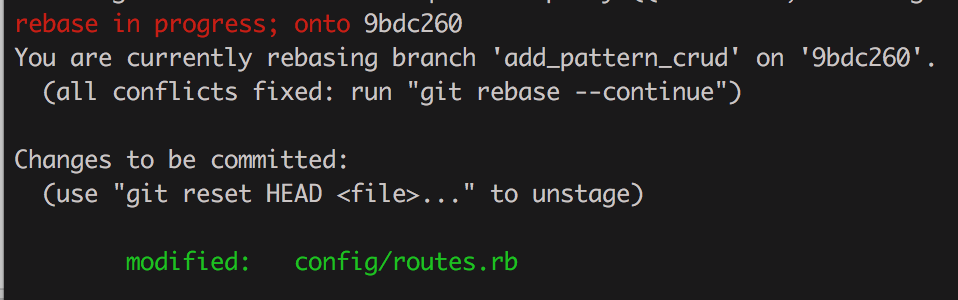 rebase in progress; onto 9bdc260
You are currently rebasing branch 'add_pattern_crud' on '9bdc260'.
(all conflicts fixed: run "git rebase --continue")
Changes to be committed:
(use "git reset HEAD <file>..." to unstage)
modified: config/routes.rb